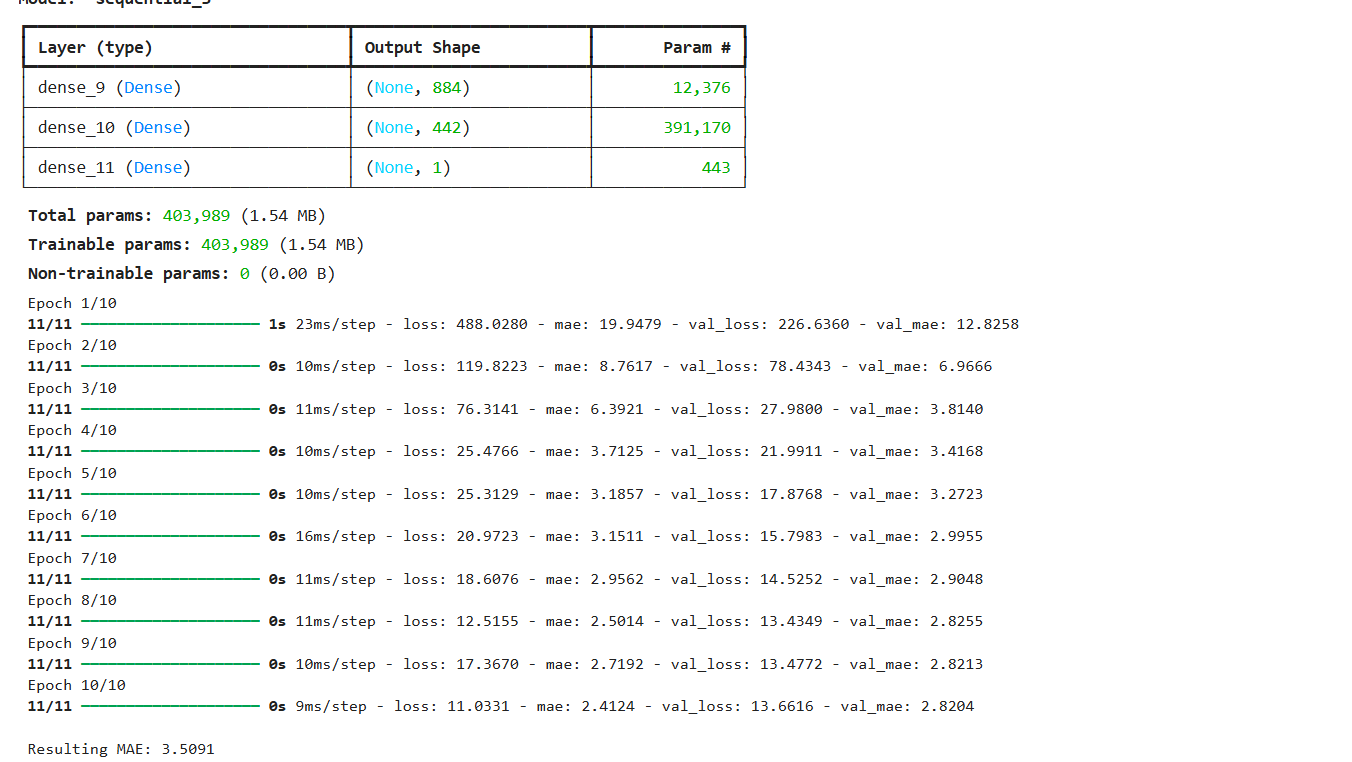 Model: "sequential_3"
Layer (type) Output Shape Param #
dense_9 (Dense) (None, 884) 12,376
dense_10 (Dense) (None, 442) 391,170
dense_11 (Dense) (None, 1) 443
Total params: 403,989 (1.54 MB)
Trainable params: 403,989 (1.54 MB)
Non-trainable params: 0 (0.00 B)
Epoch 1/10
11/11 1s 23ms/step - loss: 488.0280 - mae: 19.9479 - val_loss: 226.6360 - val_mae: 12.8258
Epoch 2/10
11/11 0s 10ms/step - loss: 119.8223 - mae: 8.7617 - val_loss: 78.4343 - val_mae: 6.9666
Epoch 3/10
11/11 0s 11ms/step - loss: 76.3141 - mae: 6.3921 - val_loss: 27.9800 - val_mae: 3.8140
Epoch 4/10
11/11 0s 10ms/step - loss: 25.4766 - mae: 3.7125 - val_loss: 21.9911 - val_mae: 3.4168
Epoch 5/10
11/11 0s 10ms/step - loss: 25.3129 - mae: 3.1857 - val_loss: 17.8768 - val_mae: 3.2723
Epoch 6/10
11/11 0s 16ms/step - loss: 20.9723 - mae: 3.1511 - val_loss: 15.7983 - val_mae: 2.9955
Epoch 7/10
11/11 0s 11ms/step - loss: 18.6076 - mae: 2.9562 - val_loss: 14.5252 - val_mae: 2.9048
Epoch 8/10
11/11 0s 11ms/step - loss: 12.5155 - mae: 2.5014 - val_loss: 13.4349 - val_mae: 2.8255
Epoch 9/10
11/11 0s 10ms/step - loss: 17.3670 - mae: 2.7192 - val_loss: 13.4772 - val_mae: 2.8213
Epoch 10/10
11/11 0s 9ms/step - loss: 11.0331 - mae: 2.4124 - val_loss: 13.6616 - val_mae: 2.8204
Resulting MAE: 3.5091